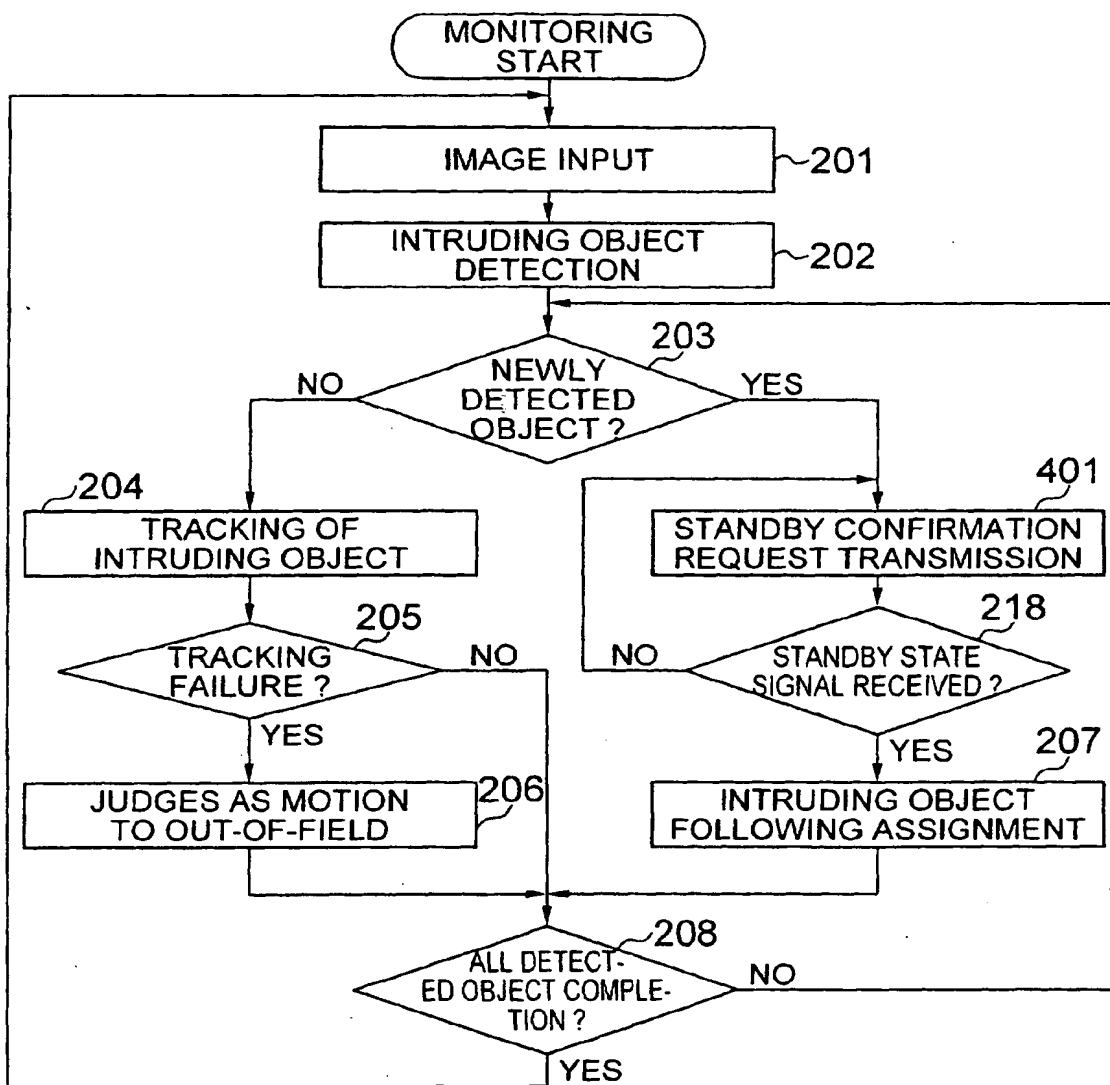 MONITORING
START
IMAGE INPUT
201
INTRUDING OBJECT
DETECTION
202
203
NEWLY
DETECTED
OBJECT ?
NO
YES
204
TRACKING OF
INTRUDING OBJECT
401
STANDBY CONFIRMATION
REQUEST TRANSMISSION
205
TRACKING
FAILURE ?
NO
YES
218
STANDBY STATE
SIGNAL RECEIVED ?
NO
YES
JUDGES AS MOTION
TO OUT-OF-FIELD
206
207
INTRUDING OBJECT
FOLLOWING ASSIGNMENT
208
ALL DETECT-
ED OBJECT COMPLE-
TION ?
NO
YES